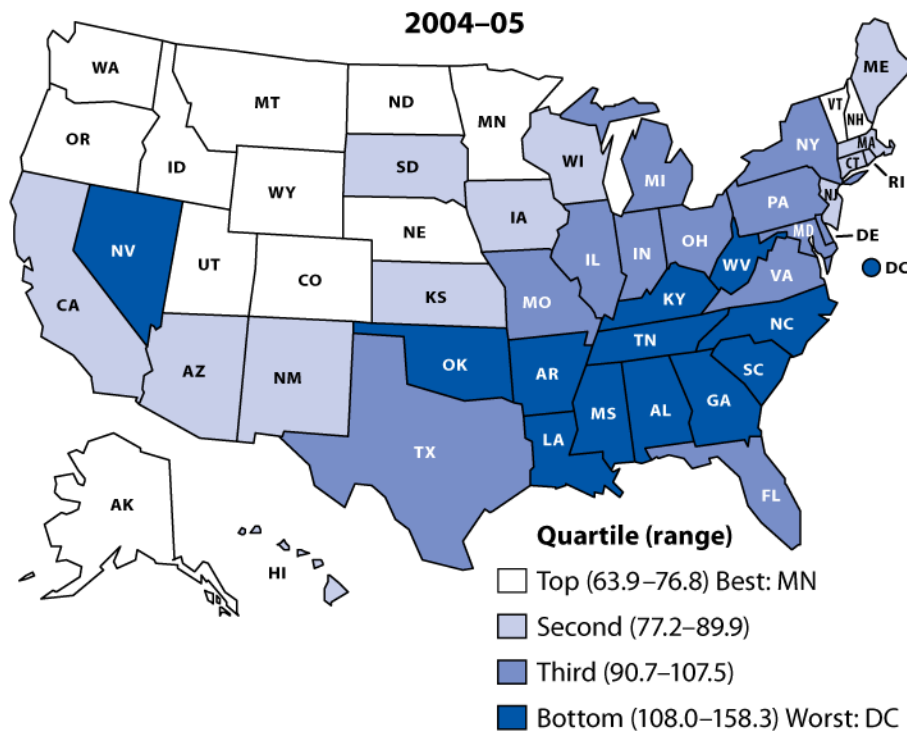 2004–05
WA
MT
ND
MN
ME
VT
NH
OR
ID
WY
SD
WI
MI
NY
MA
CT
RI
NV
UT
CO
NE
IA
IL
IN
OH
PA
NJ
MD
DE
DC
CA
KS
MO
KY
WV
VA
AZ
NM
OK
AR
TN
NC
SC
MS
AL
GA
LA
TX
FL
AK
HI
Quartile (range)
Top (63.9–76.8) Best: MN
Second (77.2–89.9)
Third (90.7–107.5)
Bottom (108.0–158.3) Worst: DC